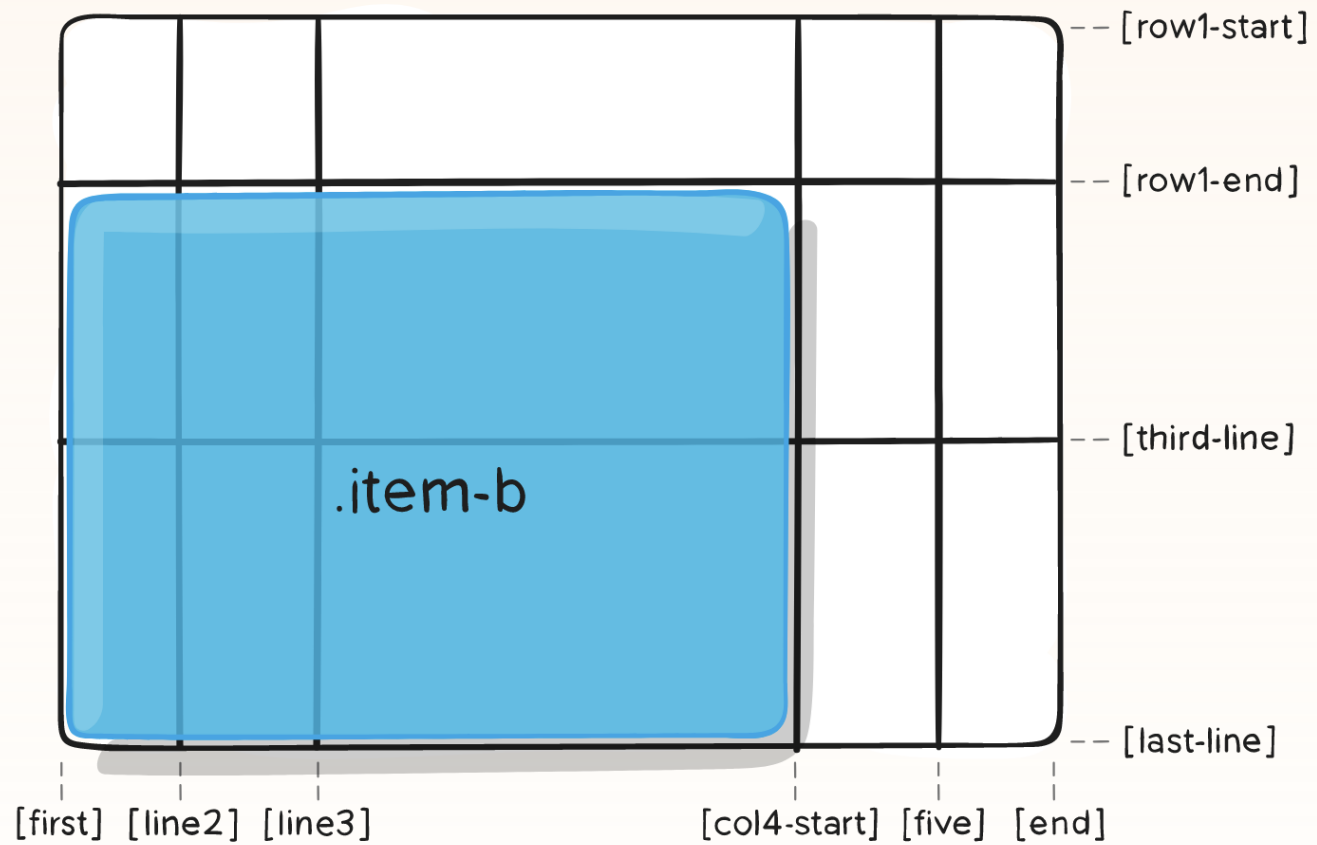 [row1-start]
[row1-end]
[third-line]
.item-b
[last-line]
[first] [line2] [line3] [col4-start] [five] [end]